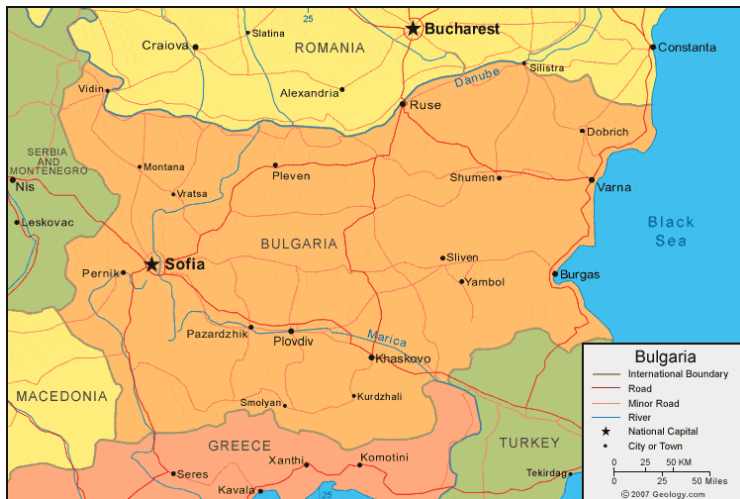 25
Slatina
Craiova
ROMANIA
Bucharest
Constanta
Danube
Silistra
Vidin
Alexandria
Ruse
Dobrich
SERBIA
AND
MONTENEGRO
Montana
Pleven
Shumen
Varna
Nis
Vratsa
Leskovac
Black
Sea
BULGARIA
Sliven
Sofia
Pernik
Yambol
Burgas
Pazardzhik
Plovdiv
Marica
Khaskovo
MACEDONIA
Smolyan
Kurdzhali
GREECE
TURKEY
Xanthi
Komotini
Seres
Kavala
25
Tekirdag
Bulgaria
International Boundary
Road
Minor Road
River
National Capital
City or Town
0 25 50 KM
0 25 50 Miles
© 2007 Geology.com